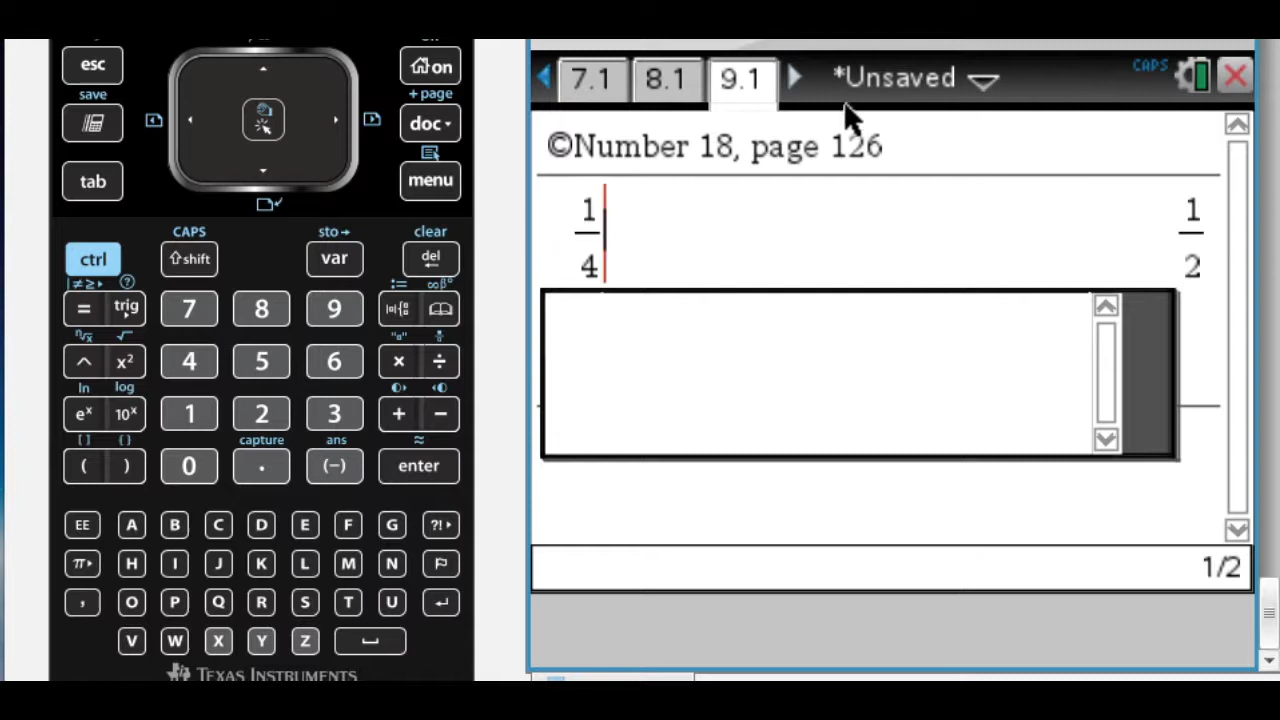 esc
on
save
+ page
doc
tab
menu
CAPS
sto→
clear
ctrl
⇧shift
var
del
←
|≠≥▸
?
:=
∞β°
=
trig
7
8
9
ⁿ√x
√
"□"
^
x²
4
5
6
×
÷
ln
log
eˣ
10ˣ
1
2
3
+
−
[ ]
{ }
capture
ans
≈
(
)
0
.
(−)
enter
EE
A
B
C
D
E
F
G
?!▸
π▸
H
I
J
K
L
M
N
,
O
P
Q
R
S
T
U
↵
V
W
X
Y
Z
TEXAS INSTRUMENTS
7.1
8.1
9.1
*Unsaved
CAPS
©Number 18, page 126
1
4
1
2
1/2